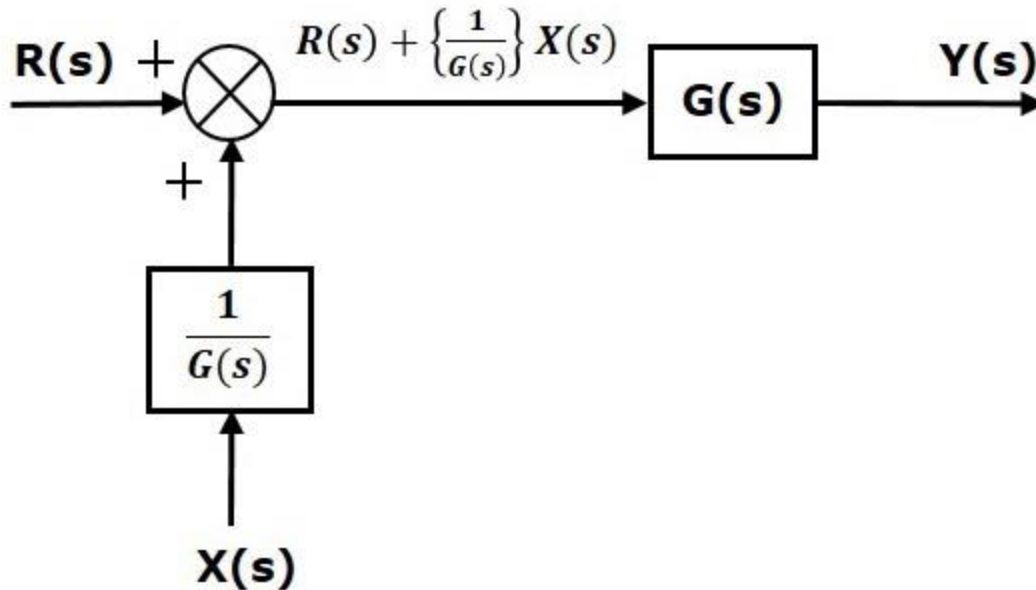 R(s)
+
R(s) + {1/G(s)} X(s)
G(s)
Y(s)
+
1/G(s)
X(s)